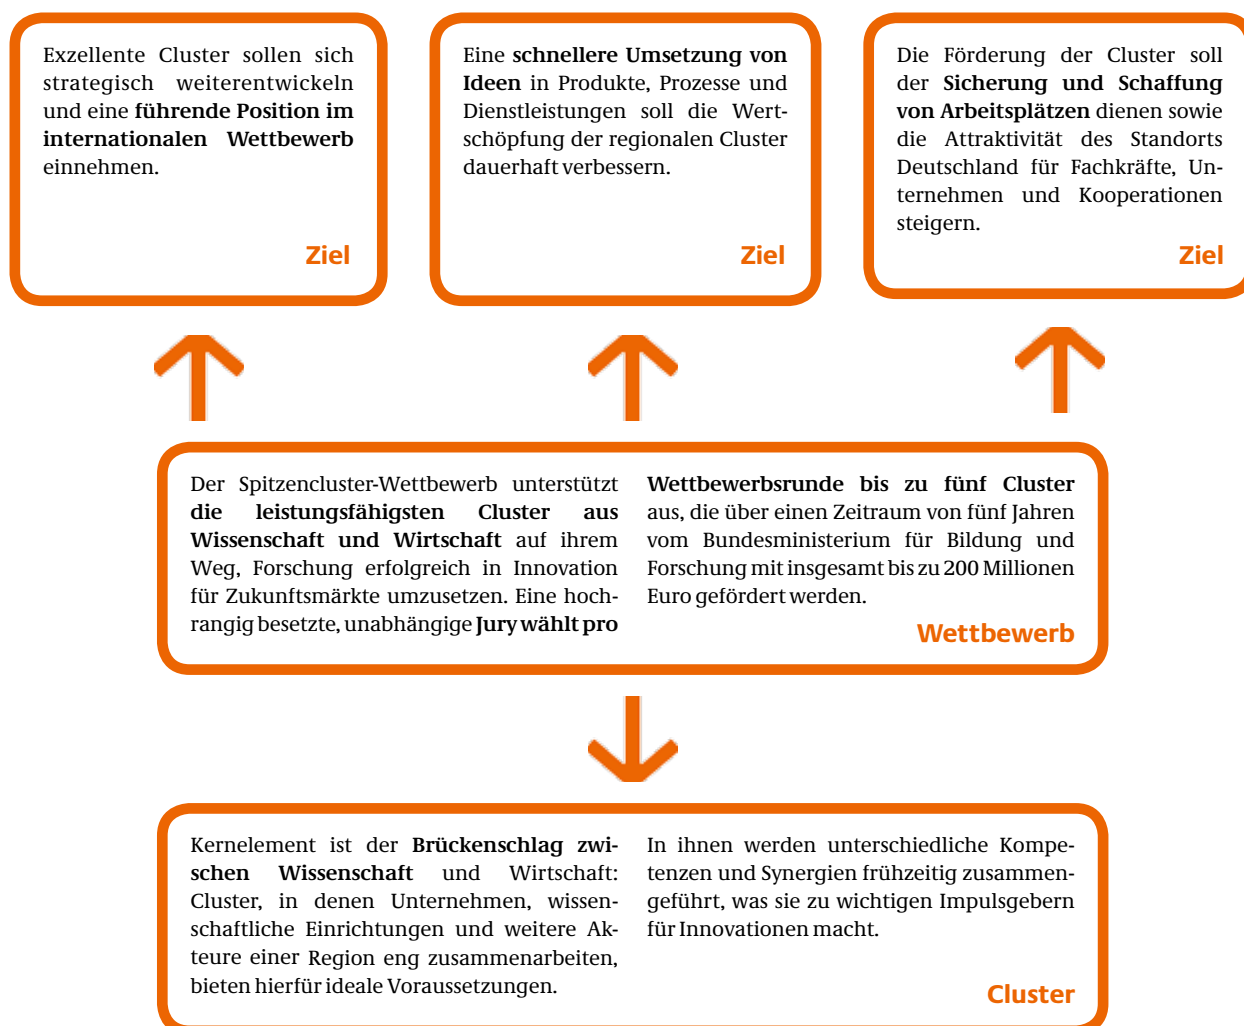 Exzellente Cluster sollen sich
strategisch weiterentwickeln
und eine führende Position im
internationalen Wettbewerb
einnehmen.
Ziel
Eine schnellere Umsetzung von
Ideen in Produkte, Prozesse und
Dienstleistungen soll die Wert-
schöpfung der regionalen Cluster
dauerhaft verbessern.
Ziel
Die Förderung der Cluster soll
der Sicherung und Schaffung
von Arbeitsplätzen dienen sowie
die Attraktivität des Standorts
Deutschland für Fachkräfte, Un-
ternehmen und Kooperationen
steigern.
Ziel
Der Spitzencluster-Wettbewerb unterstützt
die leistungsfähigsten Cluster aus
Wissenschaft und Wirtschaft auf ihrem
Weg, Forschung erfolgreich in Innovation
für Zukunftsmärkte umzusetzen. Eine hoch-
rangig besetzte, unabhängige Jury wählt pro
Wettbewerbsrunde bis zu fünf Cluster
aus, die über einen Zeitraum von fünf Jahren
vom Bundesministerium für Bildung und
Forschung mit insgesamt bis zu 200 Millionen
Euro gefördert werden.
Wettbewerb
Kernelement ist der Brückenschlag zwi-
schen Wissenschaft und Wirtschaft:
Cluster, in denen Unternehmen, wissen-
schaftliche Einrichtungen und weitere Ak-
teure einer Region eng zusammenarbeiten,
bieten hierfür ideale Voraussetzungen.
In ihnen werden unterschiedliche Kompe-
tenzen und Synergien frühzeitig zusammen-
geführt, was sie zu wichtigen Impulsgebern
für Innovationen macht.
Cluster